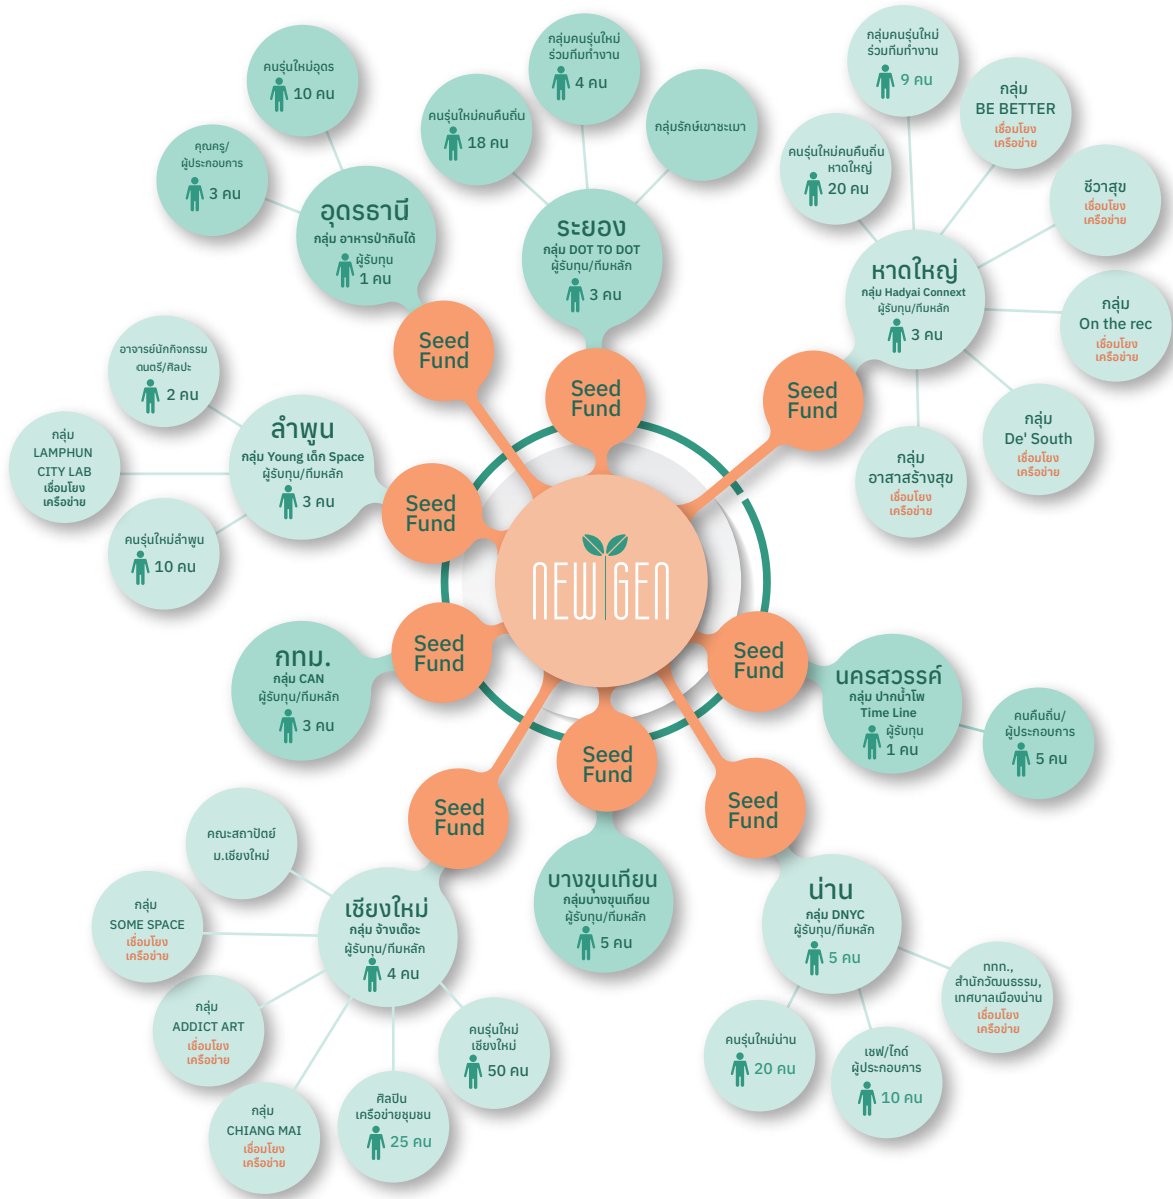 NEW GEN
Seed
Fund
อุดรธานี
กลุ่ม อาหารป่ากินได้
ผู้รับทุน
1 คน
คนรุ่นใหม่อุดร
10 คน
คุณครู/
ผู้ประกอบการ
3 คน
Seed
Fund
ระยอง
กลุ่ม DOT TO DOT
ผู้รับทุน/ทีมหลัก
3 คน
คนรุ่นใหม่คนคืนถิ่น
18 คน
กลุ่มคนรุ่นใหม่
ร่วมทีมทำงาน
4 คน
กลุ่มรักษ์เขาชะเมา
Seed
Fund
หาดใหญ่
กลุ่ม Hadyai Connext
ผู้รับทุน/ทีมหลัก
3 คน
คนรุ่นใหม่คนคืนถิ่น
หาดใหญ่
20 คน
กลุ่มคนรุ่นใหม่
ร่วมทีมทำงาน
9 คน
กลุ่ม
BE BETTER
เชื่อมโยง
เครือข่าย
ชีวาสุข
เชื่อมโยง
เครือข่าย
กลุ่ม
On the rec
เชื่อมโยง
เครือข่าย
กลุ่ม
De' South
เชื่อมโยง
เครือข่าย
กลุ่ม
อาสาสร้างสุข
เชื่อมโยง
เครือข่าย
Seed
Fund
ลำพูน
กลุ่ม Young เด็ก Space
ผู้รับทุน/ทีมหลัก
3 คน
อาจารย์นักกิจกรรม
ดนตรี/ศิลปะ
2 คน
กลุ่ม
LAMPHUN
CITY LAB
เชื่อมโยง
เครือข่าย
คนรุ่นใหม่ลำพูน
10 คน
Seed
Fund
กทม.
กลุ่ม CAN
ผู้รับทุน/ทีมหลัก
3 คน
Seed
Fund
นครสวรรค์
กลุ่ม ปากน้ำโพ
Time Line
ผู้รับทุน
1 คน
คนคืนถิ่น/
ผู้ประกอบการ
5 คน
Seed
Fund
เชียงใหม่
กลุ่ม จ้างเต๊อะ
ผู้รับทุน/ทีมหลัก
4 คน
คณะสถาปัตย์
ม.เชียงใหม่
กลุ่ม
SOME SPACE
เชื่อมโยง
เครือข่าย
กลุ่ม
ADDICT ART
เชื่อมโยง
เครือข่าย
กลุ่ม
CHIANG MAI
เชื่อมโยง
เครือข่าย
ศิลปิน
เครือข่ายชุมชน
25 คน
คนรุ่นใหม่
เชียงใหม่
50 คน
Seed
Fund
บางขุนเทียน
กลุ่มบางขุนเทียน
ผู้รับทุน/ทีมหลัก
5 คน
Seed
Fund
น่าน
กลุ่ม DNYC
ผู้รับทุน/ทีมหลัก
5 คน
คนรุ่นใหม่น่าน
20 คน
เชฟ/ไกด์
ผู้ประกอบการ
10 คน
ททท.,
สำนักวัฒนธรรม,
เทศบาลเมืองน่าน
เชื่อมโยง
เครือข่าย